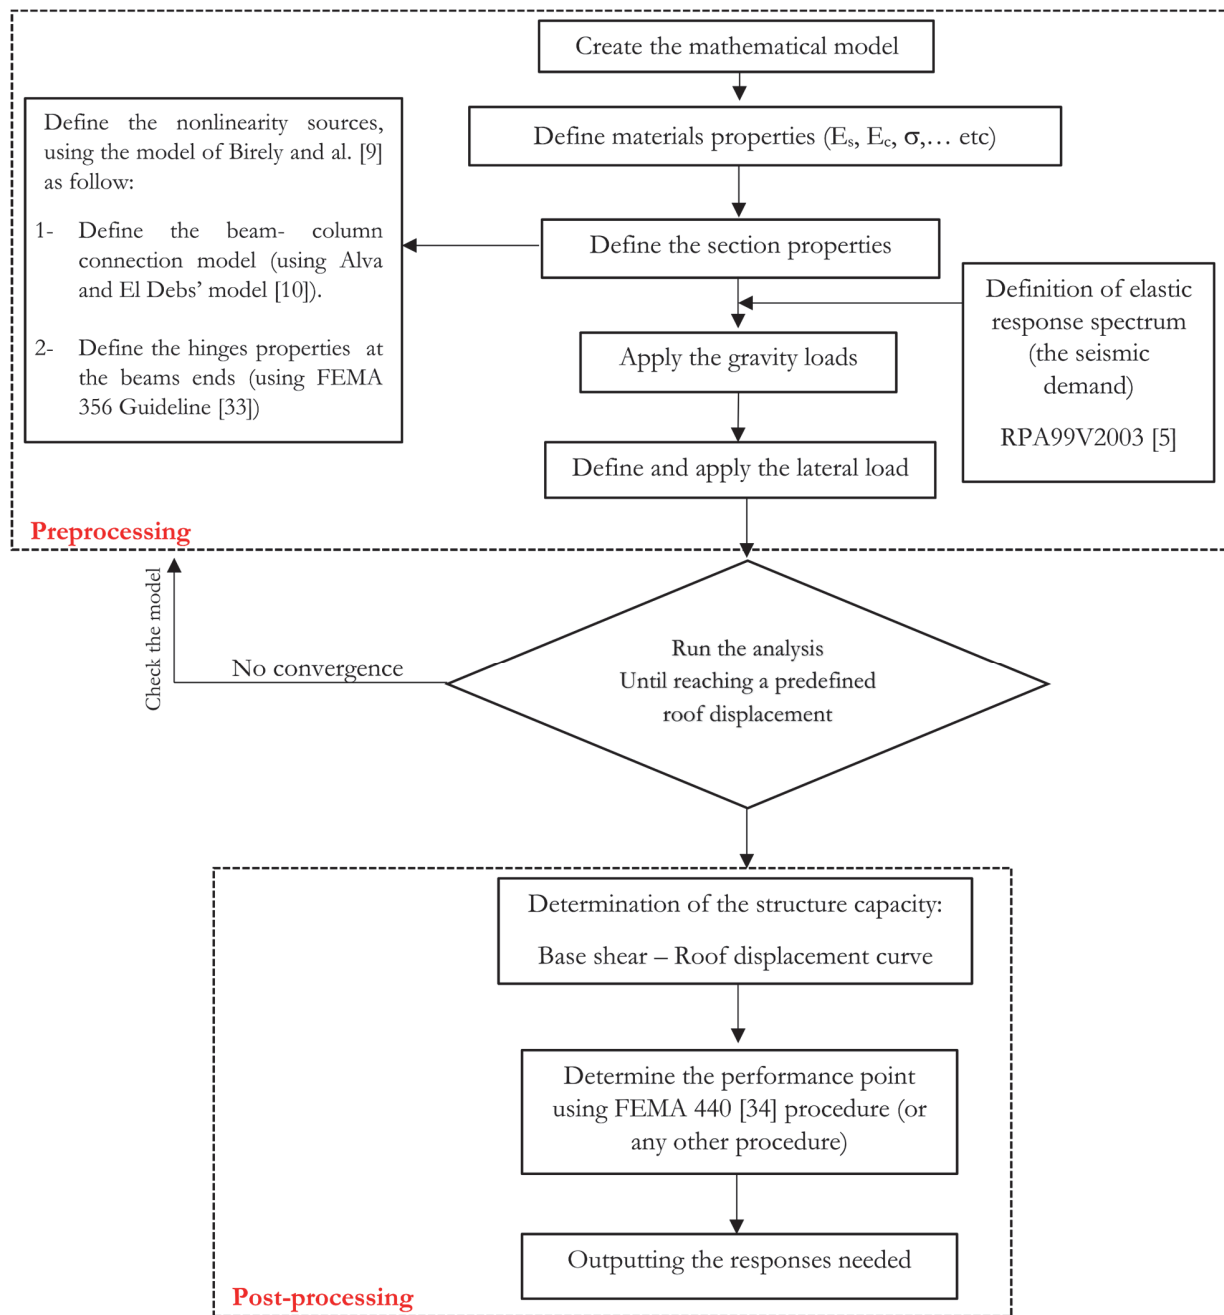 Create the mathematical model
Define materials properties (Es, Ec, σ,… etc)
Define the nonlinearity sources,
using the model of Birely and al. [9]
as follow:
1- Define the beam- column
connection model (using Alva
and El Debs’ model [10]).
2- Define the hinges properties at
the beams ends (using FEMA
356 Guideline [33])
Define the section properties
Definition of elastic
response spectrum
(the seismic
demand)
RPA99V2003 [5]
Apply the gravity loads
Define and apply the lateral load
Preprocessing
Check the model
No convergence
Run the analysis
Until reaching a predefined
roof displacement
Determination of the structure capacity:
Base shear – Roof displacement curve
Determine the performance point
using FEMA 440 [34] procedure (or
any other procedure)
Outputting the responses needed
Post-processing